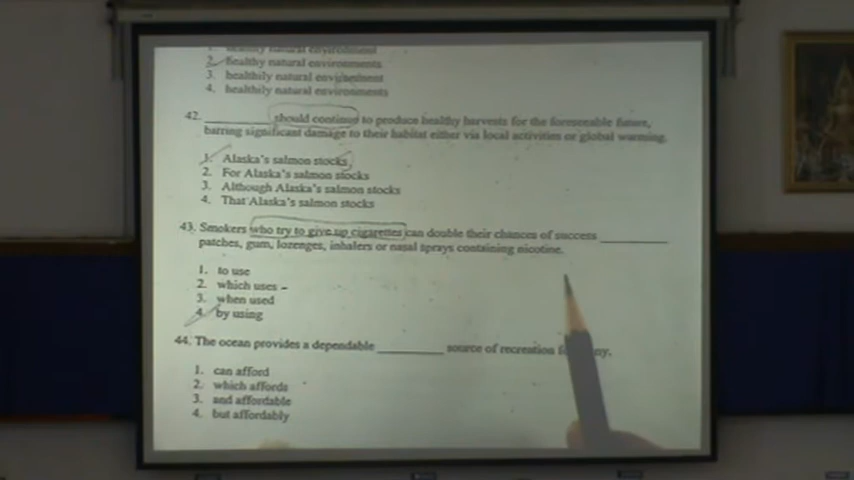 1. healthy natural environment
2. healthy natural environments
3. healthily natural environment
4. healthily natural environments
42. ________ should continue to produce healthy harvests for the foreseeable future,
barring significant damage to their habitat either via local activities or global warming.
1. Alaska's salmon stocks
2. For Alaska's salmon stocks
3. Although Alaska's salmon stocks
4. That Alaska's salmon stocks
43. Smokers who try to give up cigarettes can double their chances of success ________
patches, gum, lozenges, inhalers or nasal sprays containing nicotine.
1. to use
2. which uses
3. when used
4. by using
44. The ocean provides a dependable ________ source of recreation
1. can afford
2. which affords
3. and affordable
4. but affordably